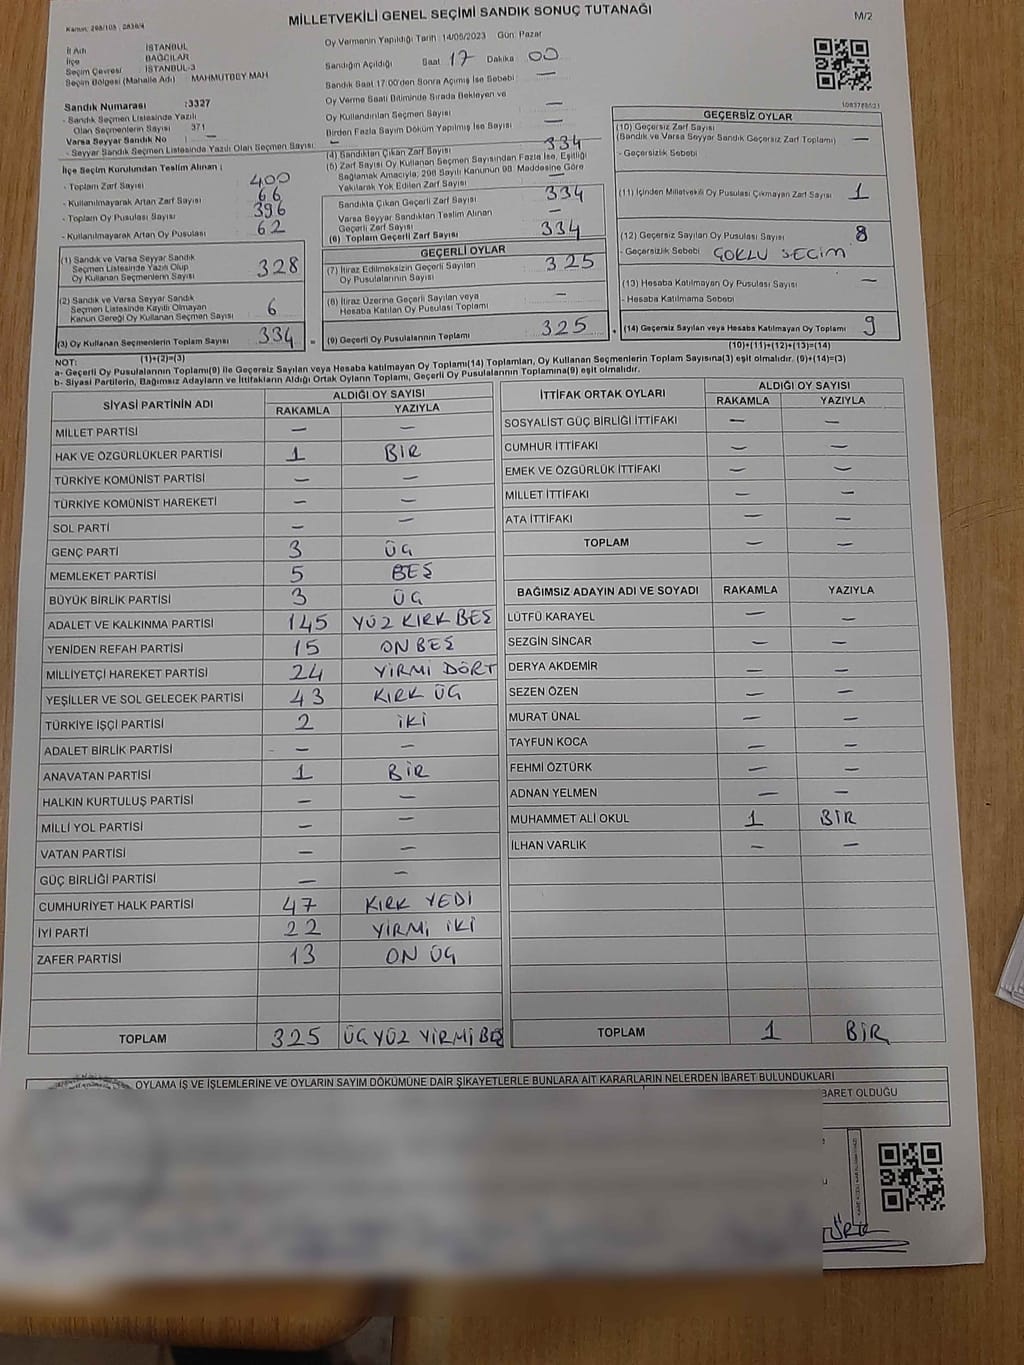 Kanun: 298/105 ; 2839/4
MİLLETVEKİLİ GENEL SEÇİMİ SANDIK SONUÇ TUTANAĞI
M/2
İl Adı İSTANBUL
İlçe BAĞCILAR
Seçim Çevresi İSTANBUL-3
Seçim Bölgesi (Mahalle Adı) MAHMUTBEY MAH
Sandık Numarası :3327
- Sandık Seçmen Listesinde Yazılı
Olan Seçmenlerin Sayısı 371
Varsa Seyyar Sandık No —
- Seyyar Sandık Seçmen Listesinde Yazılı Olan Seçmen Sayısı: —
Oy Vermenin Yapıldığı Tarih :14/05/2023 Gün: Pazar
Sandığın Açıldığı Saat 17 Dakika 00
Sandık Saat 17:00'den Sonra Açılmış İse Sebebi —
Oy Verme Saati Bitiminde Sırada Bekleyen ve
Oy Kullandırılan Seçmen Sayısı —
Birden Fazla Sayım Döküm Yapılmış İse Sayısı —
İlçe Seçim Kurulundan Teslim Alınan ;
- Toplam Zarf Sayısı 400
- Kullanılmayarak Artan Zarf Sayısı 66
- Toplam Oy Pusulası Sayısı 396
- Kullanılmayarak Artan Oy Pusulası 62
(1) Sandık ve Varsa Seyyar Sandık
Seçmen Listesinde Yazılı Olup
Oy Kullanan Seçmenlerin Sayısı 328
(2) Sandık ve Varsa Seyyar Sandık
Seçmen Listesinde Kayıtlı Olmayan
Kanun Gereği Oy Kullanan Seçmen Sayısı 6
(3) Oy Kullanan Seçmenlerin Toplam Sayısı 334
(1)+(2)=(3)
(4) Sandıktan Çıkan Zarf Sayısı 334
(5) Zarf Sayısı Oy Kullanan Seçmen Sayısından Fazla İse, Eşitliği
Sağlamak Amacıyla; 298 Sayılı Kanunun 98. Maddesine Göre
Yakılarak Yok Edilen Zarf Sayısı —
Sandıkta Çıkan Geçerli Zarf Sayısı 334
Varsa Seyyar Sandıktan Teslim Alınan
Geçerli Zarf Sayısı —
(6) Toplam Geçerli Zarf Sayısı 334
GEÇERLİ OYLAR
(7) İtiraz Edilmeksizin Geçerli Sayılan
Oy Pusulalarının Sayısı 325
(8) İtiraz Üzerine Geçerli Sayılan veya
Hesaba Katılan Oy Pusulası Toplamı —
(9) Geçerli Oy Pusulalarının Toplamı 325
GEÇERSİZ OYLAR
(10) Geçersiz Zarf Sayısı
(Sandık ve Varsa Seyyar Sandık Geçersiz Zarf Toplamı) —
- Geçersizlik Sebebi
(11) İçinden Milletvekili Oy Pusulası Çıkmayan Zarf Sayısı 1
(12) Geçersiz Sayılan Oy Pusulası Sayısı 8
- Geçersizlik Sebebi ÇOKLU SEÇİM
(13) Hesaba Katılmayan Oy Pusulası Sayısı —
- Hesaba Katılmama Sebebi
(14) Geçersiz Sayılan veya Hesaba Katılmayan Oy Toplamı 9
(10)+(11)+(12)+(13)=(14)
NOT:
a- Geçerli Oy Pusulalarının Toplamı(9) ile Geçersiz Sayılan veya Hesaba katılmayan Oy Toplamı(14) Toplamları, Oy Kullanan Seçmenlerin Toplam Sayısına(3) eşit olmalıdır. (9)+(14)=(3)
b- Siyasi Partilerin, Bağımsız Adayların ve İttifakların Aldığı Ortak Oyların Toplamı, Geçerli Oy Pusulalarının Toplamına(9) eşit olmalıdır.
SİYASİ PARTİNİN ADI ALDIĞI OY SAYISI
RAKAMLA YAZIYLA
MİLLET PARTİSİ — —
HAK VE ÖZGÜRLÜKLER PARTİSİ 1 BİR
TÜRKİYE KOMÜNİST PARTİSİ — —
TÜRKİYE KOMÜNİST HAREKETİ — —
SOL PARTİ — —
GENÇ PARTİ 3 ÜÇ
MEMLEKET PARTİSİ 5 BEŞ
BÜYÜK BİRLİK PARTİSİ 3 ÜÇ
ADALET VE KALKINMA PARTİSİ 145 YÜZ KIRK BEŞ
YENİDEN REFAH PARTİSİ 15 ON BEŞ
MİLLİYETÇİ HAREKET PARTİSİ 24 YİRMİ DÖRT
YEŞİLLER VE SOL GELECEK PARTİSİ 43 KIRK ÜÇ
TÜRKİYE İŞÇİ PARTİSİ 2 İKİ
ADALET BİRLİK PARTİSİ — —
ANAVATAN PARTİSİ 1 BİR
HALKIN KURTULUŞ PARTİSİ — —
MİLLİ YOL PARTİSİ — —
VATAN PARTİSİ — —
GÜÇ BİRLİĞİ PARTİSİ — —
CUMHURİYET HALK PARTİSİ 47 KIRK YEDİ
İYİ PARTİ 22 YİRMİ İKİ
ZAFER PARTİSİ 13 ON ÜÇ
TOPLAM 325 ÜÇ YÜZ YİRMİ BEŞ
İTTİFAK ORTAK OYLARI ALDIĞI OY SAYISI
RAKAMLA YAZIYLA
SOSYALİST GÜÇ BİRLİĞİ İTTİFAKI — —
CUMHUR İTTİFAKI — —
EMEK VE ÖZGÜRLÜK İTTİFAKI — —
MİLLET İTTİFAKI — —
ATA İTTİFAKI — —
TOPLAM — —
BAĞIMSIZ ADAYIN ADI VE SOYADI RAKAMLA YAZIYLA
LÜTFÜ KARAYEL — —
SEZGİN SİNCAR — —
DERYA AKDEMİR — —
SEZEN ÖZEN — —
MURAT ÜNAL — —
TAYFUN KOCA — —
FEHMİ ÖZTÜRK — —
ADNAN YELMEN — —
MUHAMMET ALİ OKUL 1 BİR
İLHAN VARLIK — —
TOPLAM 1 BİR
OYLAMA İŞ VE İŞLEMLERİNE VE OYLARIN SAYIM DÖKÜMÜNE DAİR ŞİKAYETLERLE BUNLARA AİT KARARLARIN NELERDEN İBARET BULUNDUKLARI
BARET OLDUĞU